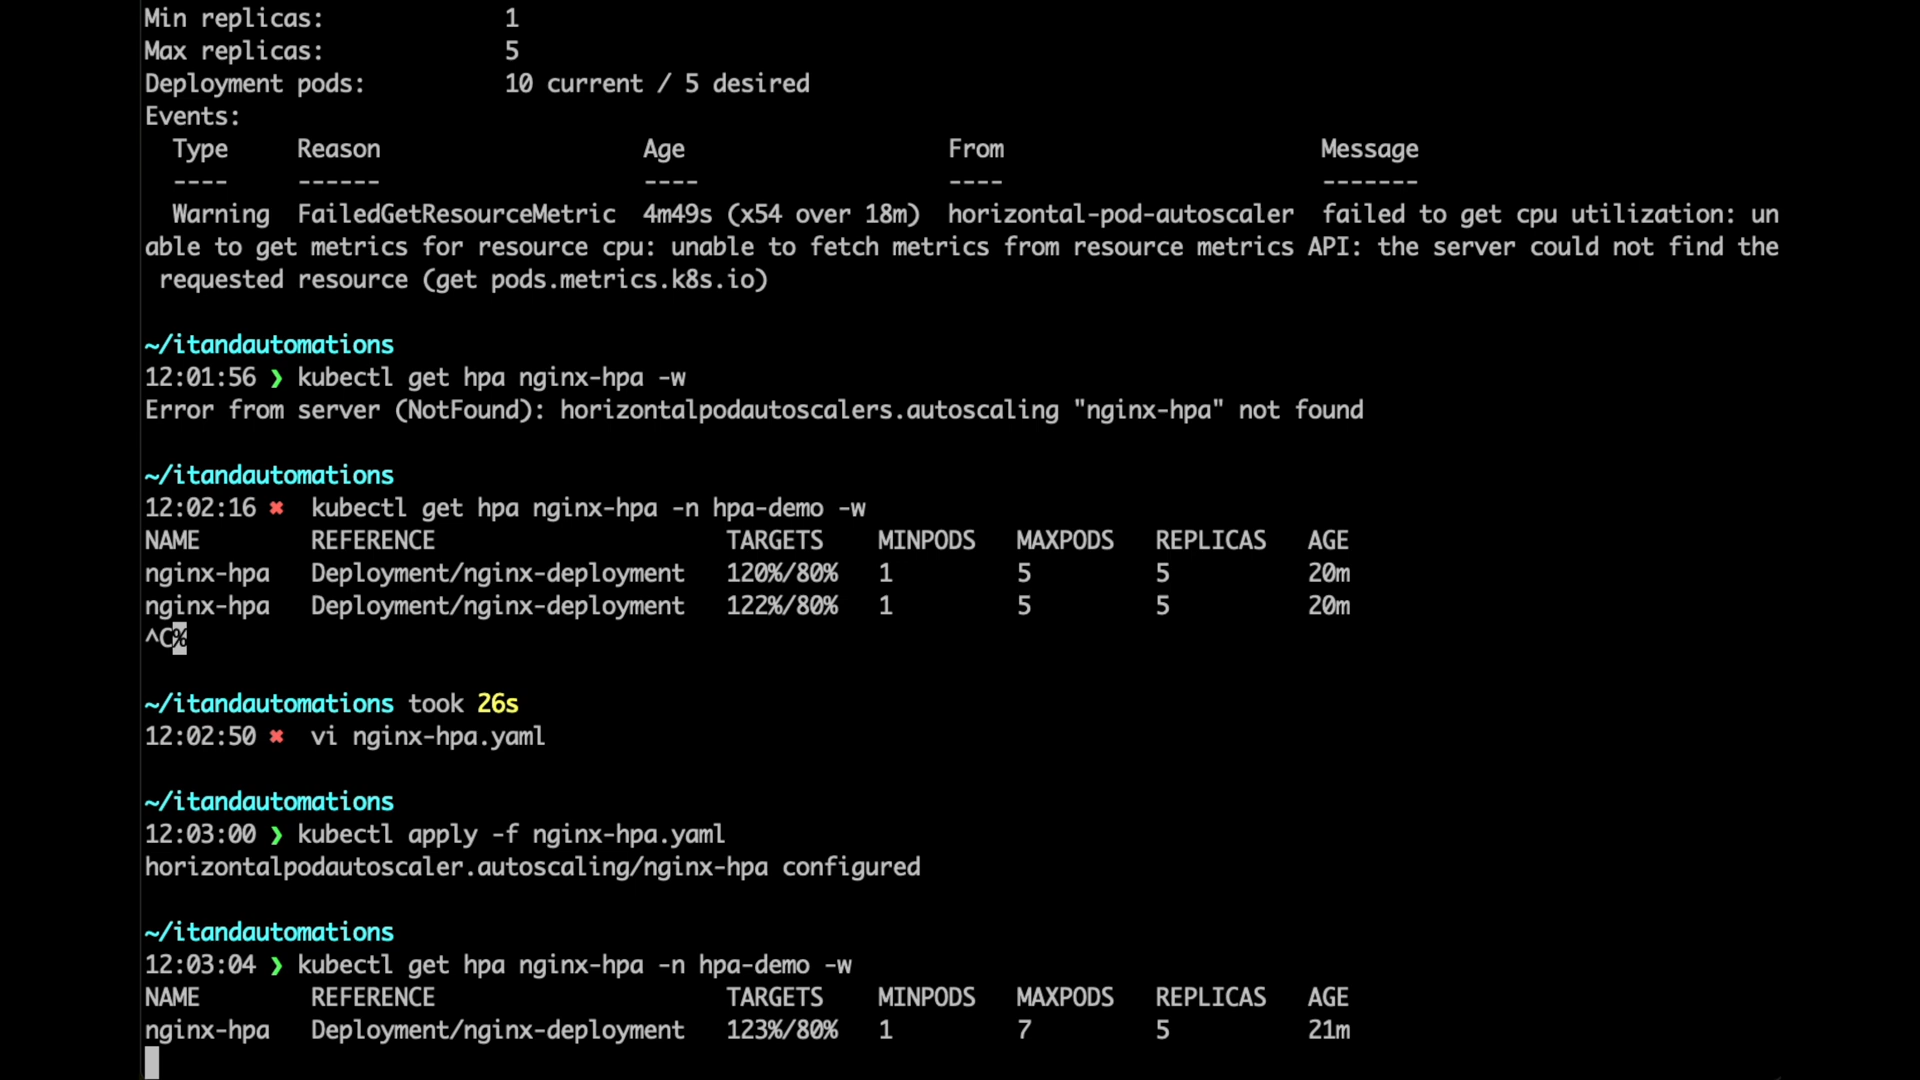 Min replicas: 1
Max replicas: 5
Deployment pods: 10 current / 5 desired
Events:
Type Reason Age From Message
---- ------ ---- ---- -------
Warning FailedGetResourceMetric 4m49s (x54 over 18m) horizontal-pod-autoscaler failed to get cpu utilization: un
able to get metrics for resource cpu: unable to fetch metrics from resource metrics API: the server could not find the
requested resource (get pods.metrics.k8s.io)
~/itandautomations
12:01:56 ❯ kubectl get hpa nginx-hpa -w
Error from server (NotFound): horizontalpodautoscalers.autoscaling "nginx-hpa" not found
~/itandautomations
12:02:16 ✖ kubectl get hpa nginx-hpa -n hpa-demo -w
NAME REFERENCE TARGETS MINPODS MAXPODS REPLICAS AGE
nginx-hpa Deployment/nginx-deployment 120%/80% 1 5 5 20m
nginx-hpa Deployment/nginx-deployment 122%/80% 1 5 5 20m
^C%
~/itandautomations took 26s
12:02:50 ✖ vi nginx-hpa.yaml
~/itandautomations
12:03:00 ❯ kubectl apply -f nginx-hpa.yaml
horizontalpodautoscaler.autoscaling/nginx-hpa configured
~/itandautomations
12:03:04 ❯ kubectl get hpa nginx-hpa -n hpa-demo -w
NAME REFERENCE TARGETS MINPODS MAXPODS REPLICAS AGE
nginx-hpa Deployment/nginx-deployment 123%/80% 1 7 5 21m